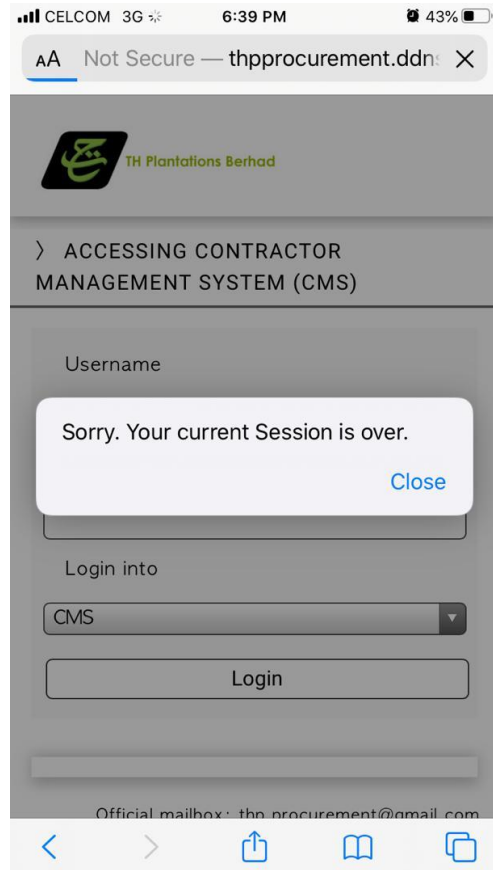 CELCOM 3G 6:39 PM 43%
AA Not Secure — thpprocurement.ddns
TH Plantations Berhad
〉 ACCESSING CONTRACTOR
MANAGEMENT SYSTEM (CMS)
Username
Sorry. Your current Session is over.
Close
Login into
CMS
Login
Official mailbox: thp.procurement@gmail.com